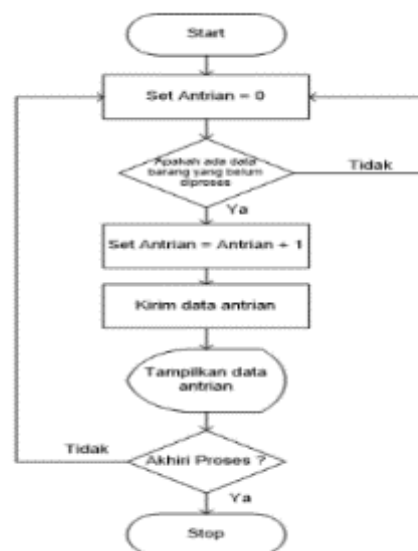 Start
Set Antrian = 0
Apakah ada data
barang yang belum
diproses
Tidak
Ya
Set Antrian = Antrian + 1
Kirim data antrian
Tampilkan data
antrian
Tidak
Akhiri Proses ?
Ya
Stop